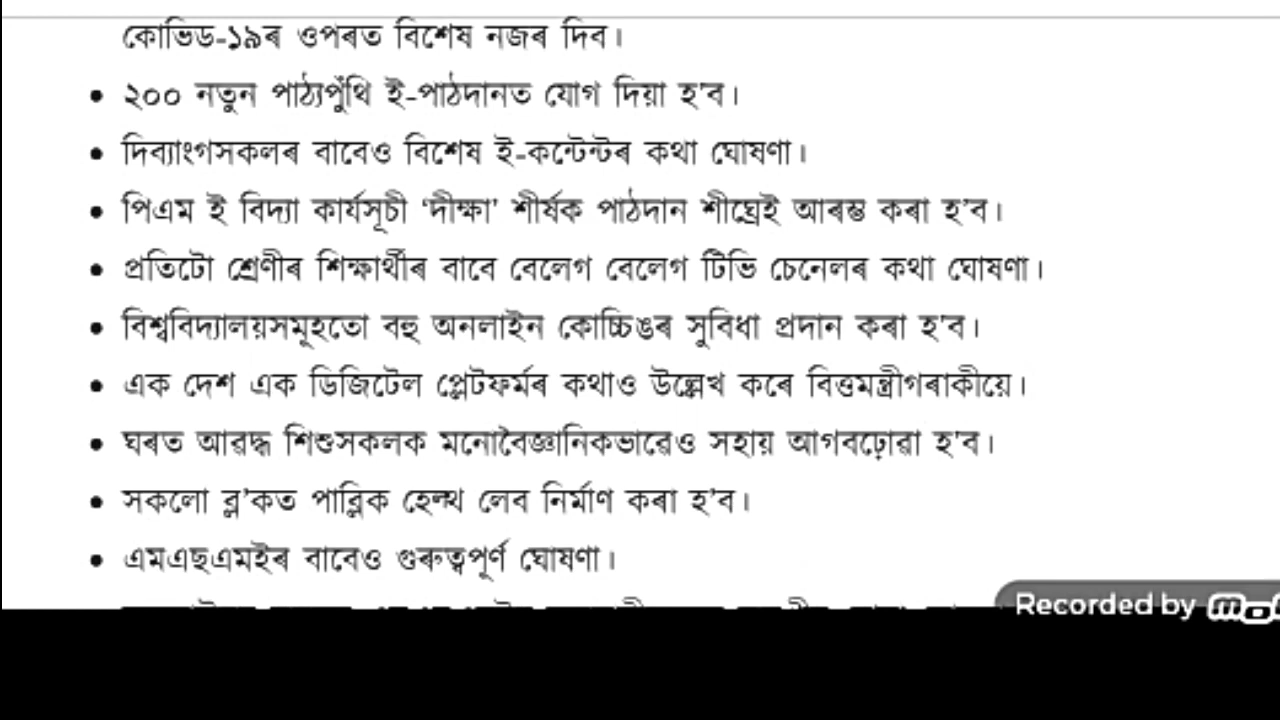 কোভিড-১৯ৰ ওপৰত বিশেষ নজৰ দিব।
• ২০০ নতুন পাঠ্যপুঁথি ই-পাঠদানত যোগ দিয়া হ'ব।
• দিব্যাংগসকলৰ বাবেও বিশেষ ই-কন্টেন্টৰ কথা ঘোষণা।
• পিএম ই বিদ্যা কাৰ্যসূচী ‘দীক্ষা’ শীৰ্ষক পাঠদান শীঘ্ৰেই আৰম্ভ কৰা হ'ব।
• প্ৰতিটো শ্ৰেণীৰ শিক্ষাৰ্থীৰ বাবে বেলেগ বেলেগ টিভি চেনেলৰ কথা ঘোষণা।
• বিশ্ববিদ্যালয়সমূহতো বহু অনলাইন কোচ্চিঙৰ সুবিধা প্ৰদান কৰা হ'ব।
• এক দেশ এক ডিজিটেল প্লেটফৰ্মৰ কথাও উল্লেখ কৰে বিত্তমন্ত্ৰীগৰাকীয়ে।
• ঘৰত আৱদ্ধ শিশুসকলক মনোবৈজ্ঞানিকভাৱেও সহায় আগবঢ়োৱা হ'ব।
• সকলো ব্ল'কত পাব্লিক হেল্থ লেব নিৰ্মাণ কৰা হ'ব।
• এমএছএমইৰ বাবেও গুৰুত্বপূৰ্ণ ঘোষণা।
Recorded by